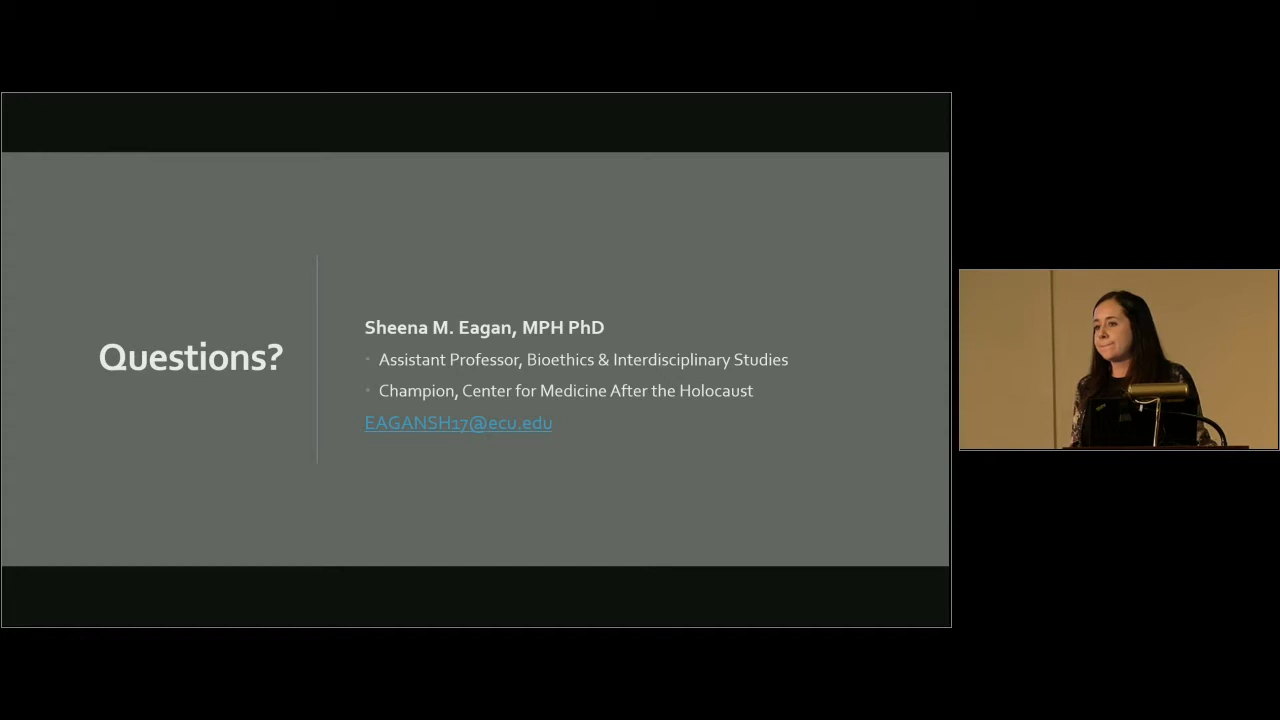 Questions?
Sheena M. Eagan, MPH PhD
Assistant Professor, Bioethics & Interdisciplinary Studies
Champion, Center for Medicine After the Holocaust
EAGANSH17@ecu.edu